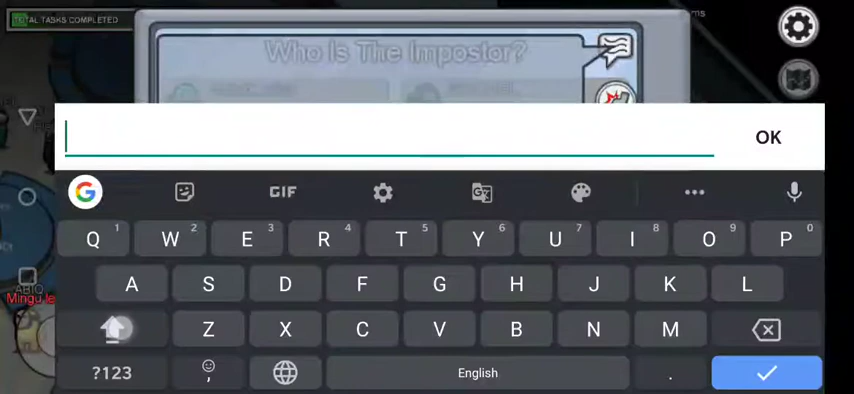 TOTAL TASKS COMPLETED
Who Is The Impostor?
OK
GIF
Q 1 W 2 E 3 R 4 T 5 Y 6 U 7 I 8 O 9 P 0
A S D F G H J K L
Z X C V B N M
?123 , English .